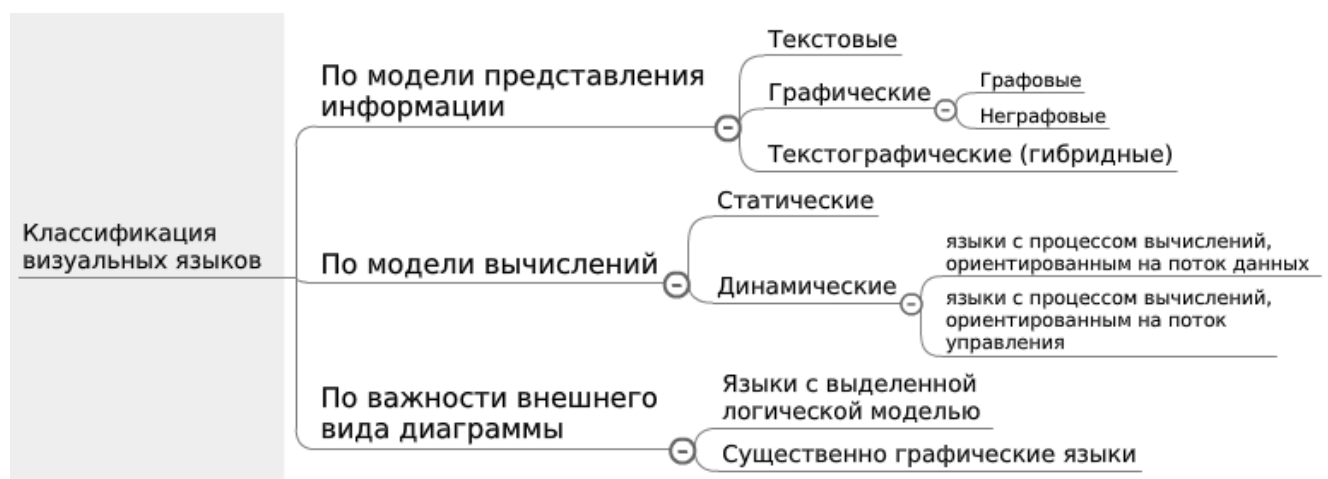 Классификация
визуальных языков
По модели представления
информации
Текстовые
Графические
Графовые
Неграфовые
Текстографические (гибридные)
По модели вычислений
Статические
Динамические
языки с процессом вычислений,
ориентированным на поток данных
языки с процессом вычислений,
ориентированным на поток
управления
По важности внешнего
вида диаграммы
Языки с выделенной
логической моделью
Существенно графические языки